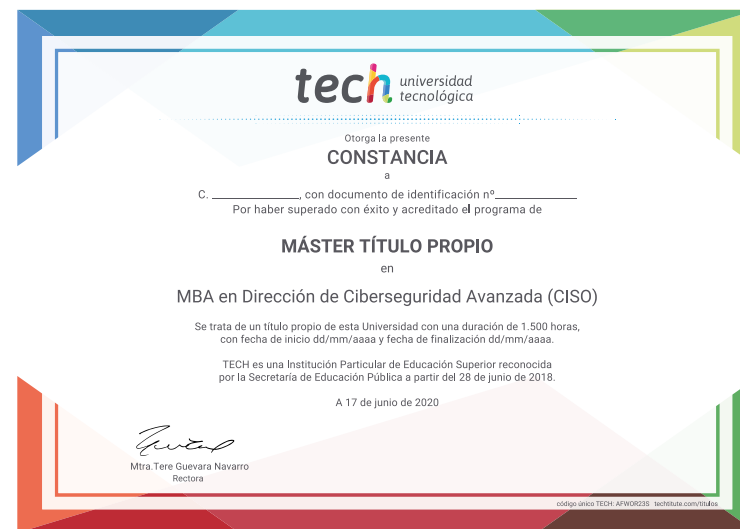 tech universidad
tecnológica
Otorga la presente
CONSTANCIA
a
C. ______________, con documento de identificación nº_____________
Por haber superado con éxito y acreditado el programa de
MÁSTER TÍTULO PROPIO
en
MBA en Dirección de Ciberseguridad Avanzada (CISO)
Se trata de un título propio de esta Universidad con una duración de 1.500 horas,
con fecha de inicio dd/mm/aaaa y fecha de finalización dd/mm/aaaa.
TECH es una Institución Particular de Educación Superior reconocida
por la Secretaría de Educación Pública a partir del 28 de junio de 2018.
A 17 de junio de 2020
Mtra.Tere Guevara Navarro
Rectora
código único TECH: AFWOR23S techtitute.com/titulos